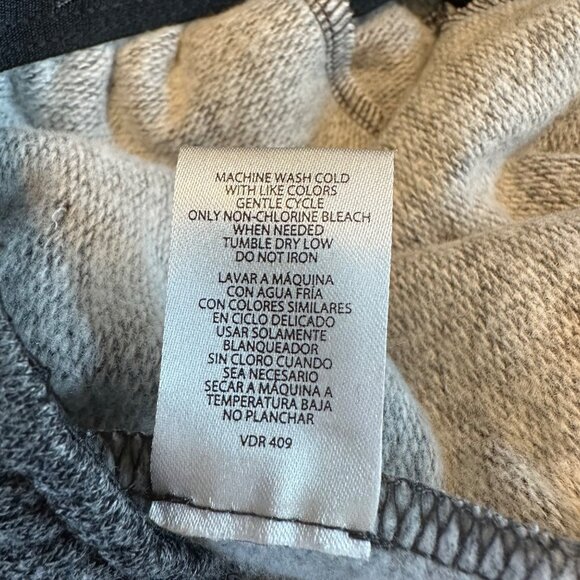 MACHINE WASH COLD
WITH LIKE COLORS
GENTLE CYCLE
ONLY NON-CHLORINE BLEACH
WHEN NEEDED
TUMBLE DRY LOW
DO NOT IRON
LAVAR A MÁQUINA
CON AGUA FRÍA
CON COLORES SIMILARES
EN CICLO DELICADO
USAR SOLAMENTE
BLANQUEADOR
SIN CLORO CUANDO
SEA NECESARIO
SECAR A MÁQUINA A
TEMPERATURA BAJA
NO PLANCHAR
VDR 409